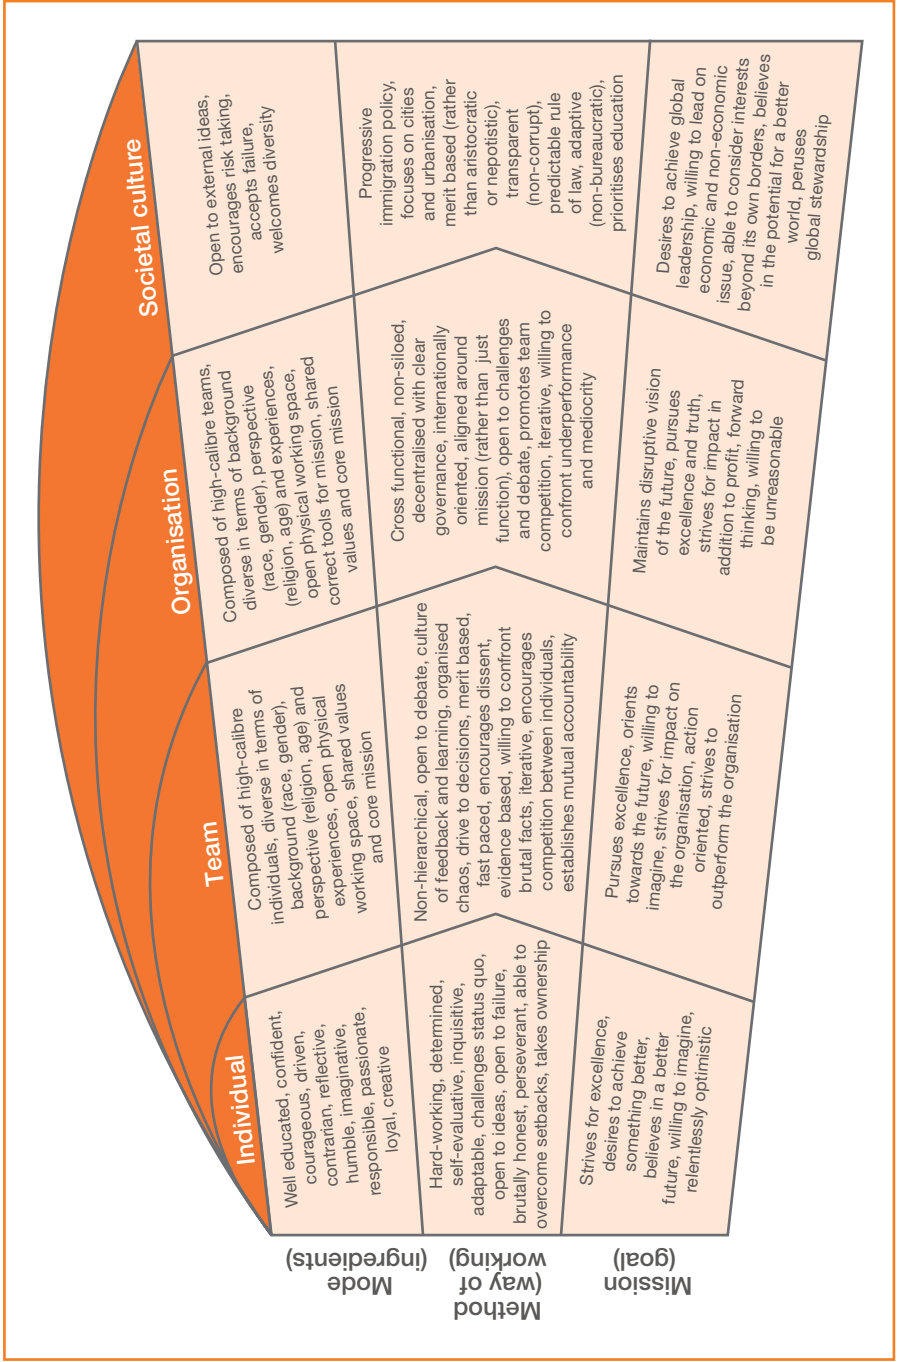 Individual
Team
Organisation
Societal culture
Mode
(ingredients)
Well educated, confident,
courageous, driven,
contrarian, reflective,
humble, imaginative,
responsible, passionate,
loyal, creative
Composed of high-calibre
individuals, diverse in terms of
background (race, gender),
perspective (religion, age) and
experiences, open physical
working space, shared values
and core mission
Composed of high-calibre teams,
diverse in terms of background
(race, gender), perspectives,
(religion, age) and experiences,
open physical working space,
correct tools for mission, shared
values and core mission
Open to external ideas,
encourages risk taking,
accepts failure,
welcomes diversity
Method
(way of
working)
Hard-working, determined,
self-evaluative, inquisitive,
adaptable, challenges status quo,
open to ideas, open to failure,
brutally honest, perseverant, able to
overcome setbacks, takes ownership
Non-hierarchical, open to debate, culture
of feedback and learning, organised
chaos, drive to decisions, merit based,
fast paced, encourages dissent,
evidence based, willing to confront
brutal facts, iterative, encourages
competition between individuals,
establishes mutual accountability
Cross functional, non-siloed,
decentralised with clear
governance, internationally
oriented, aligned around
mission (rather than just
function), open to challenges
and debate, promotes team
competition, iterative, willing to
confront underperformance
and mediocrity
Progressive
immigration policy,
focuses on cities
and urbanisation,
merit based (rather
than aristocratic
or nepotistic),
transparent
(non-corrupt),
predictable rule
of law, adaptive
(non-bureaucratic),
prioritises education
Mission
(goal)
Strives for excellence,
desires to achieve
something better,
believes in a better
future, willing to imagine,
relentlessly optimistic
Pursues excellence, orients
towards the future, willing to
imagine, strives for impact on
the organisation, action
oriented, strives to
outperform the organisation
Maintains disruptive vision
of the future, pursues
excellence and truth,
strives for impact in
addition to profit, forward
thinking, willing to
be unreasonable
Desires to achieve global
leadership, willing to lead on
economic and non-economic
issue, able to consider interests
beyond its own borders, believes
in the potential for a better
world, peruses
global stewardship